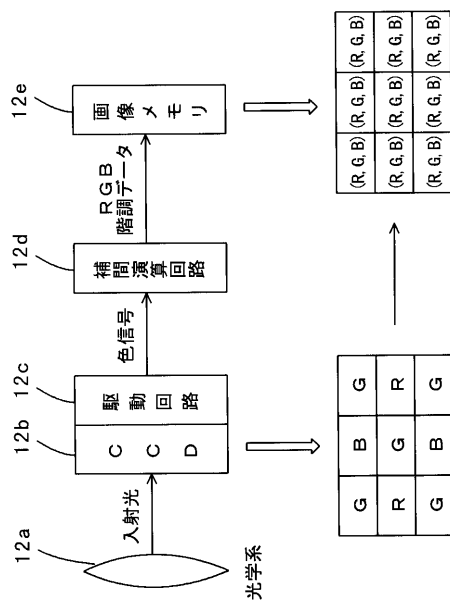 12a
12b
12c
12d
12e
光学系
入射光
CCD
駆動回路
色信号
補間演算回路
RGB
階調データ
画像メモリ
G B G
R G R
G B G
(R, G, B) (R, G, B) (R, G, B)
(R, G, B) (R, G, B) (R, G, B)
(R, G, B) (R, G, B) (R, G, B)